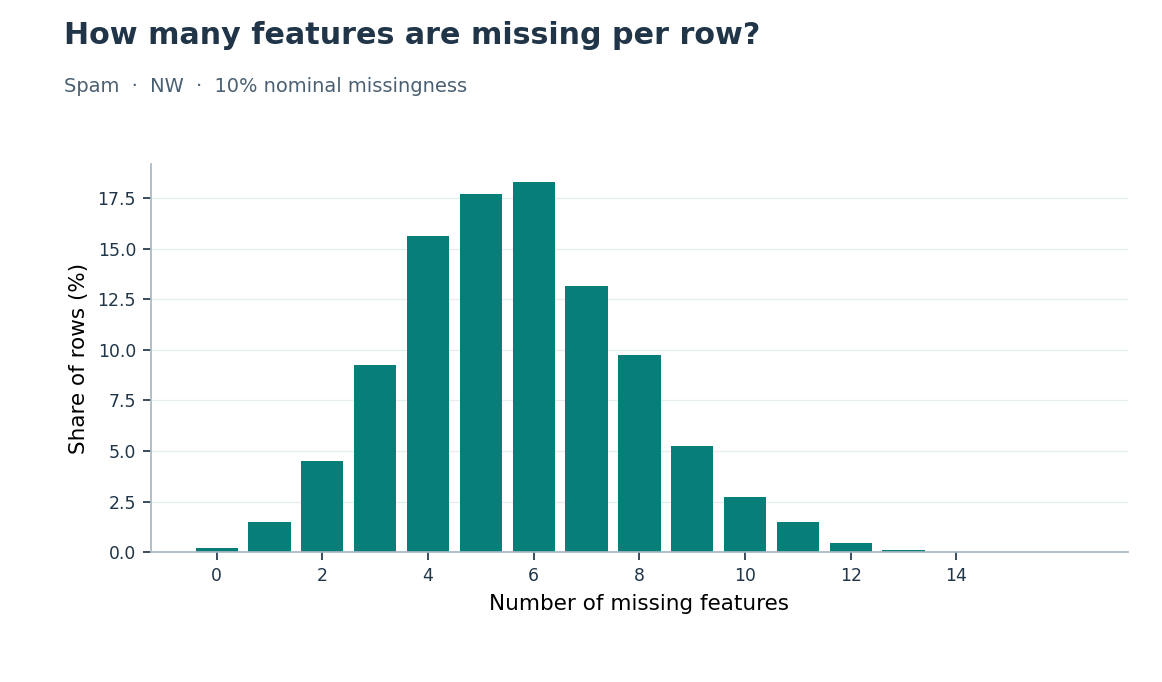 How many features are missing per row?
Spam · NW · 10% nominal missingness
Share of rows (%)
17.5
15.0
12.5
10.0
7.5
5.0
2.5
0.0
0 2 4 6 8 10 12 14
Number of missing features